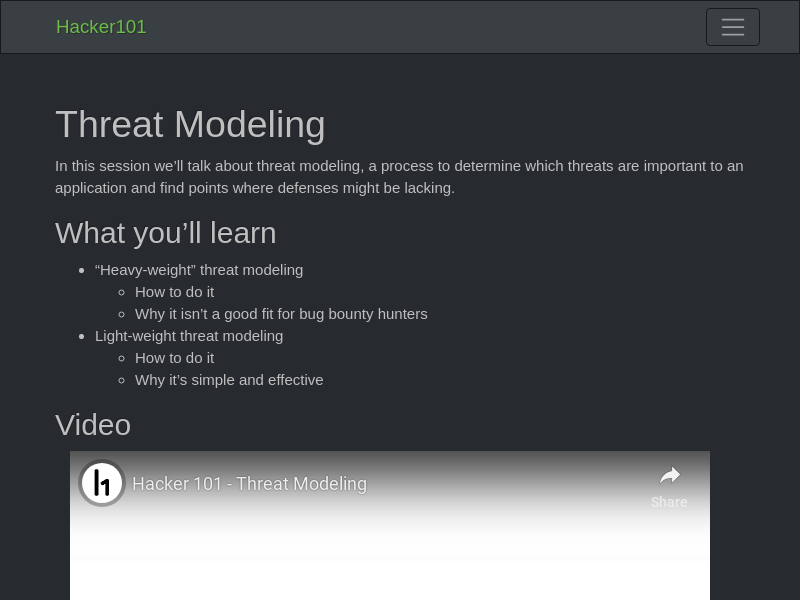 Hacker101
Threat Modeling
In this session we’ll talk about threat modeling, a process to determine which threats are important to an
application and find points where defenses might be lacking.
What you’ll learn
“Heavy-weight” threat modeling
How to do it
Why it isn’t a good fit for bug bounty hunters
Light-weight threat modeling
How to do it
Why it’s simple and effective
Video
Hacker 101 - Threat Modeling
Share